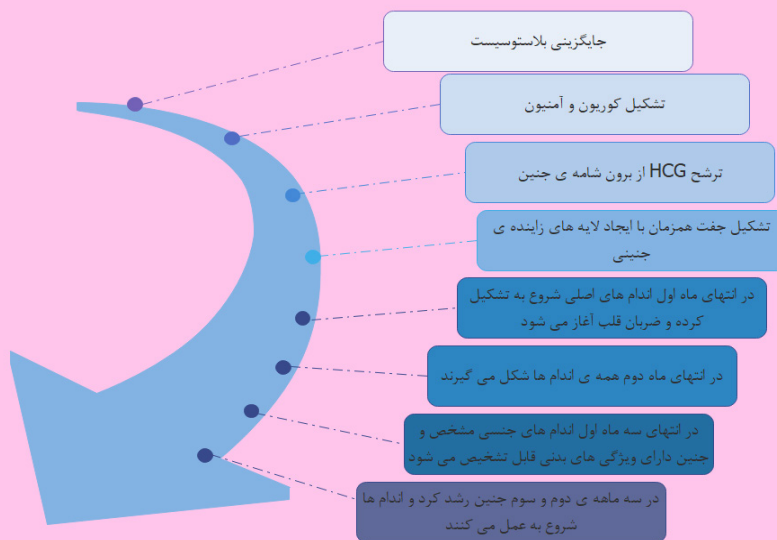 جایگزینی بلاستوسیست
تشکیل کوریون و آمنیون
ترشح HCG از برون شامه ی جنین
تشکیل جفت همزمان با ایجاد لایه های زاینده ی
جنینی
در انتهای ماه اول اندام های اصلی شروع به تشکیل
کرده و ضربان قلب آغاز می شود
در انتهای ماه دوم همه ی اندام ها شکل می گیرند
در انتهای سه ماه اول اندام های جنسی مشخص و
جنین دارای ویژگی های بدنی قابل تشخیص می شود
در سه ماهه ی دوم و سوم جنین رشد کرد و اندام ها
شروع به عمل می کنند